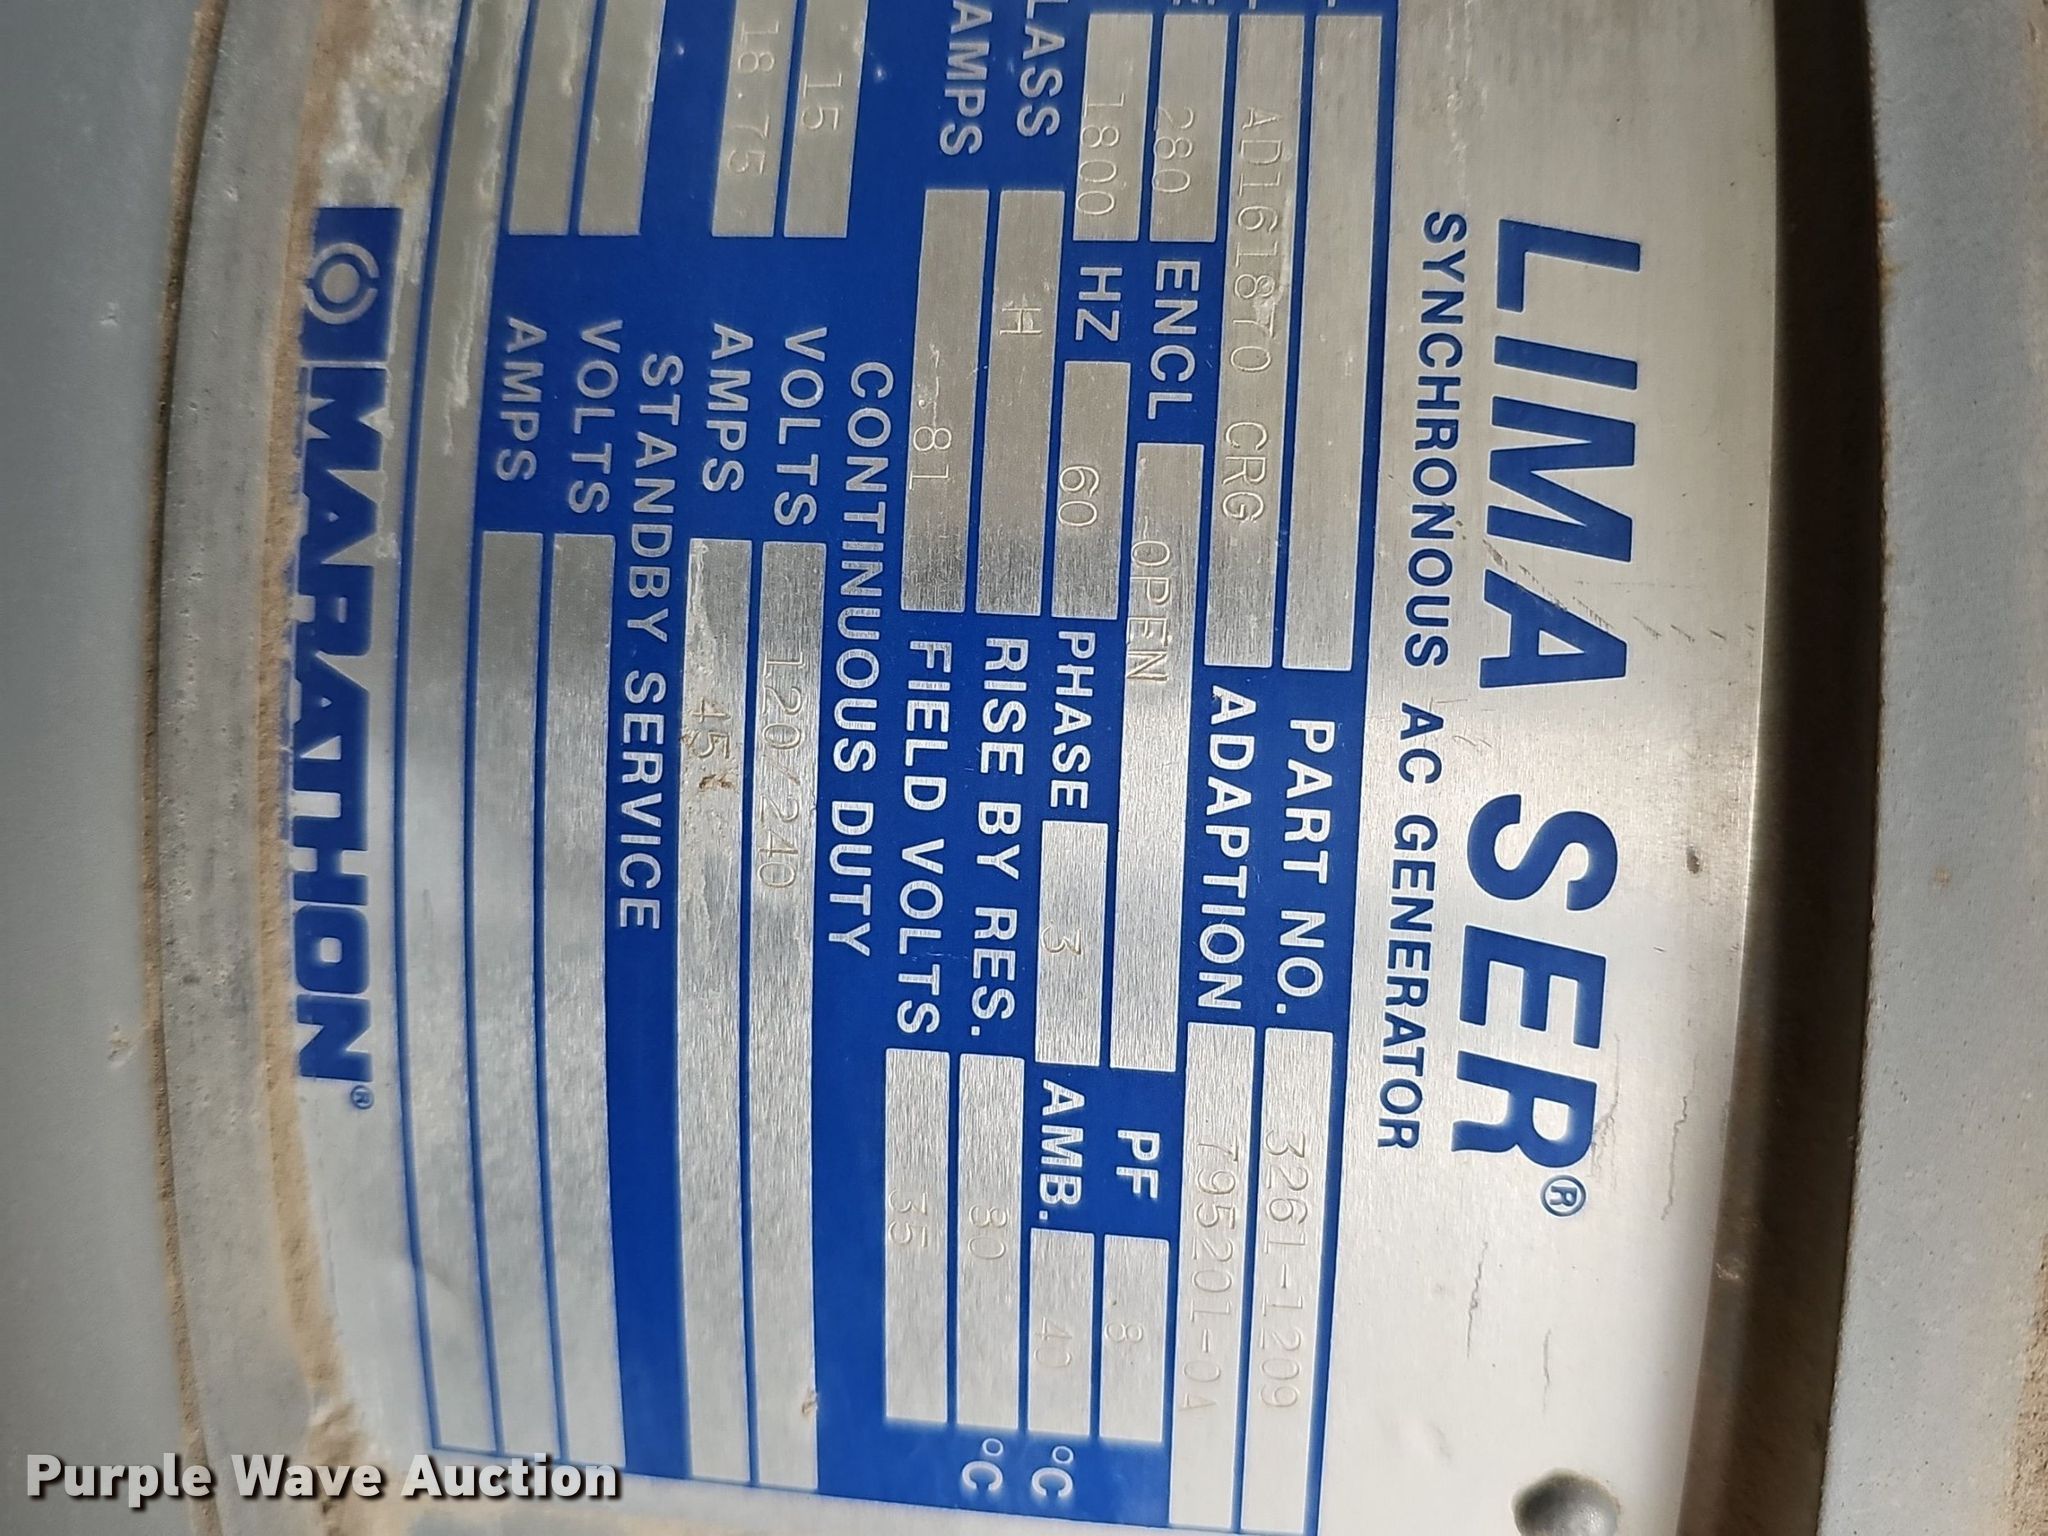 LIMA SER®
SYNCHRONOUS AC GENERATOR
PART NO. 3261-1209
AD161870 CRG ADAPTION 795201-0A
280 ENCL OPEN PF 8
1800 HZ 60 PHASE 3 AMB. 40 °C
LASS H RISE BY RES. 80 °C
AMPS 81 FIELD VOLTS 35
CONTINUOUS DUTY
15 VOLTS 120/240
18.75 AMPS 45
STANDBY SERVICE
VOLTS
AMPS
MARATHON®
Purple Wave Auction